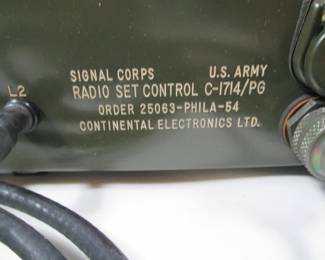 SIGNAL CORPS U.S. ARMY
L2
RADIO SET CONTROL C-1714/PG
ORDER 25063-PHILA-54
CONTINENTAL ELECTRONICS LTD.